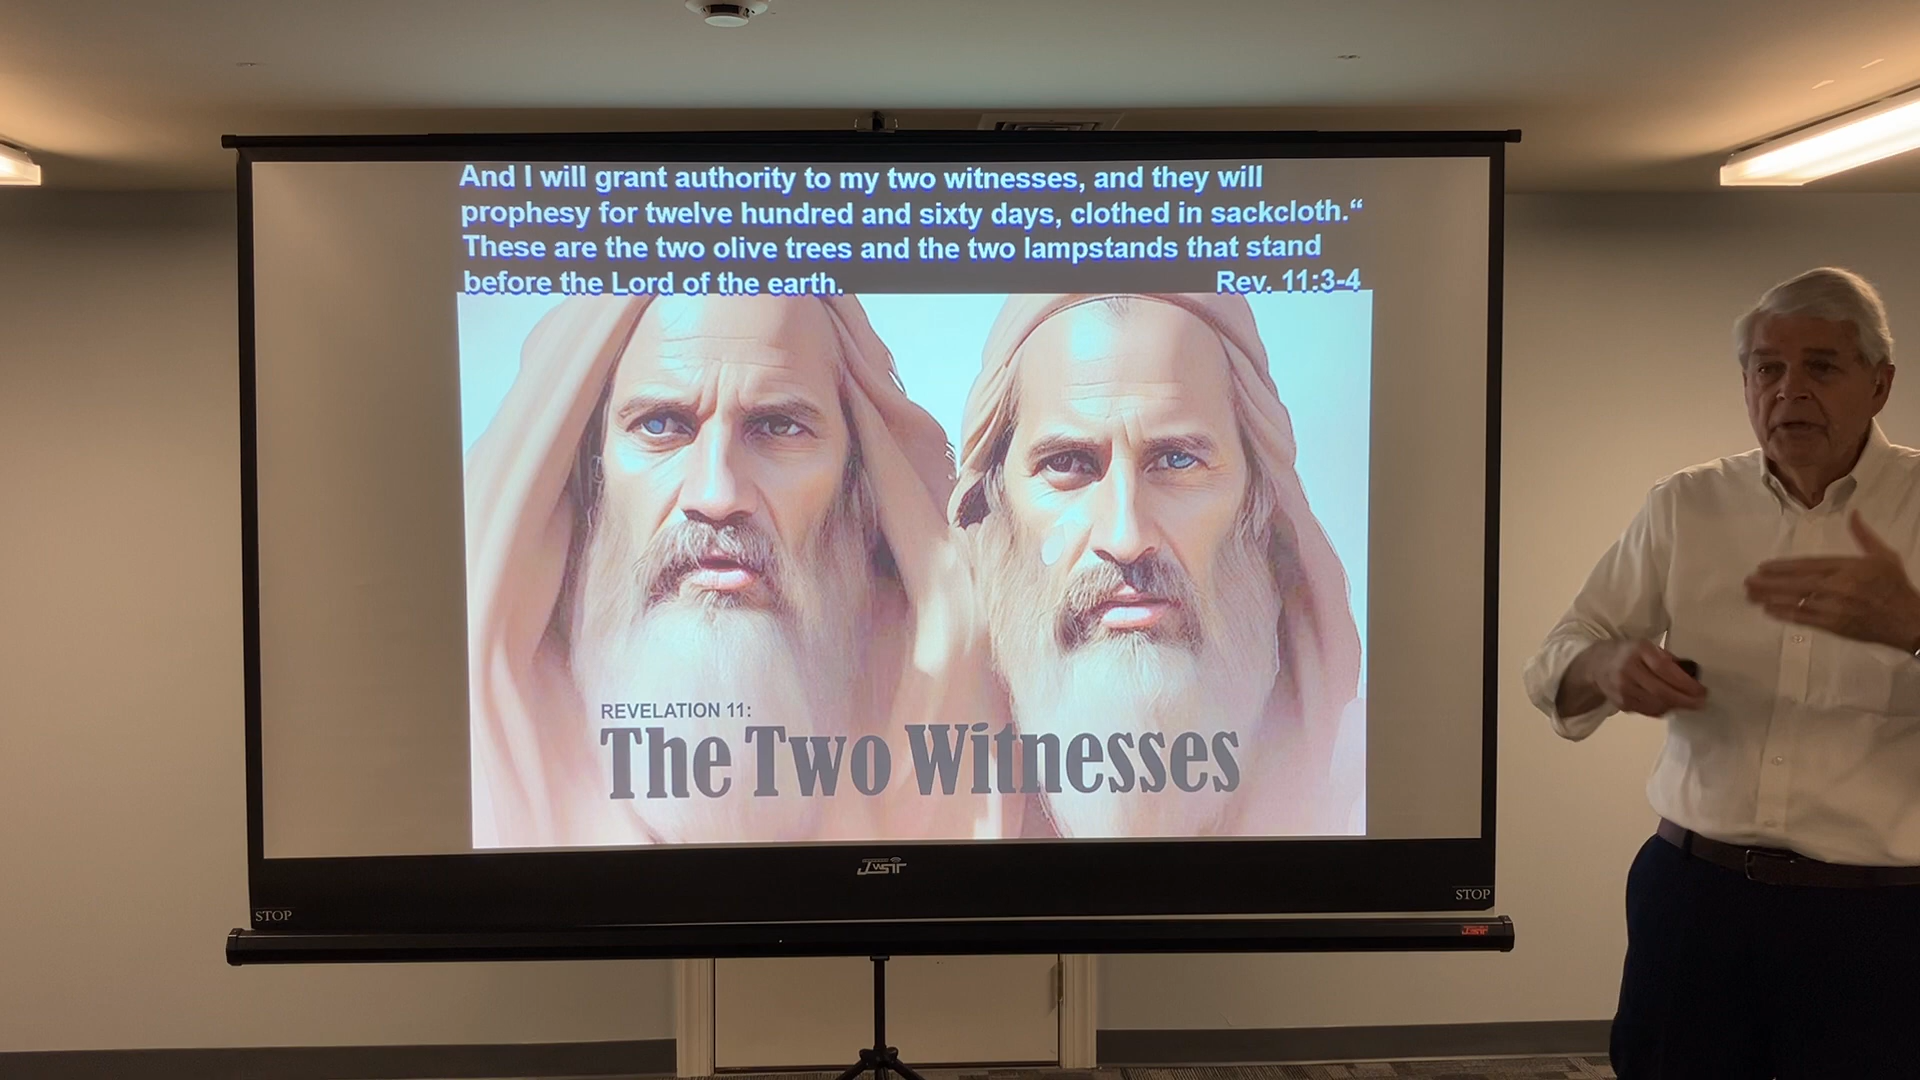 And I will grant authority to my two witnesses, and they will
prophesy for twelve hundred and sixty days, clothed in sackcloth.“
These are the two olive trees and the two lampstands that stand
before the Lord of the earth. Rev. 11:3-4
REVELATION 11:
The Two Witnesses
STOP
STOP